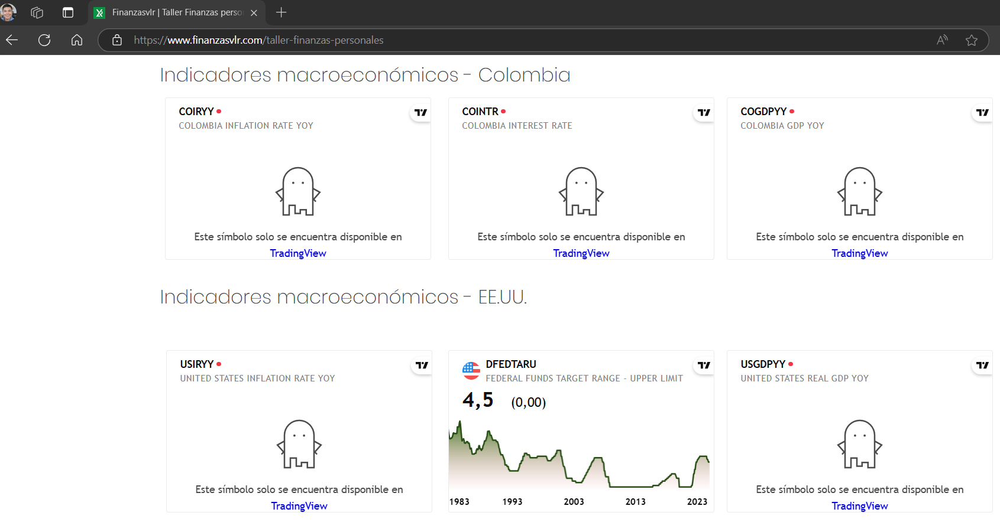 Finanzasvlr | Taller Finanzas perso
https://www.finanzasvlr.com/taller-finanzas-personales
Indicadores macroeconómicos - Colombia
COIRYY
COLOMBIA INFLATION RATE YOY
Este símbolo solo se encuentra disponible en
TradingView
COINTR
COLOMBIA INTEREST RATE
Este símbolo solo se encuentra disponible en
TradingView
COGDPYY
COLOMBIA GDP YOY
Este símbolo solo se encuentra disponible en
TradingView
Indicadores macroeconómicos - EE.UU.
USIRYY
UNITED STATES INFLATION RATE YOY
Este símbolo solo se encuentra disponible en
TradingView
DFEDTARU
FEDERAL FUNDS TARGET RANGE - UPPER LIMIT
4,5 (0,00)
1983 1993 2003 2013 2023
USGDPYY
UNITED STATES REAL GDP YOY
Este símbolo solo se encuentra disponible en
TradingView